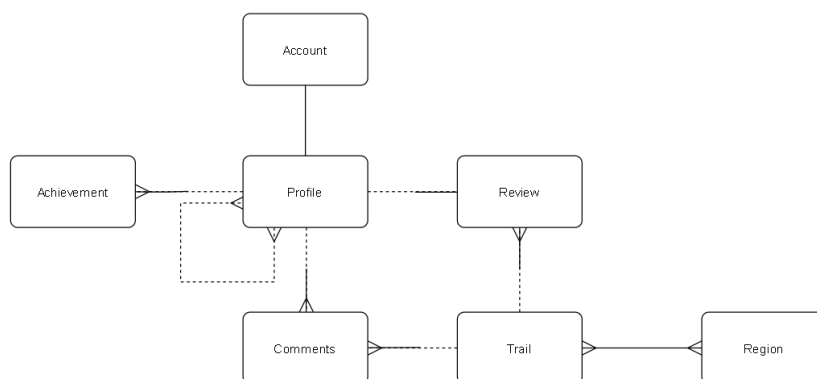 Account
Achievement
Profile
Review
Comments
Trail
Region